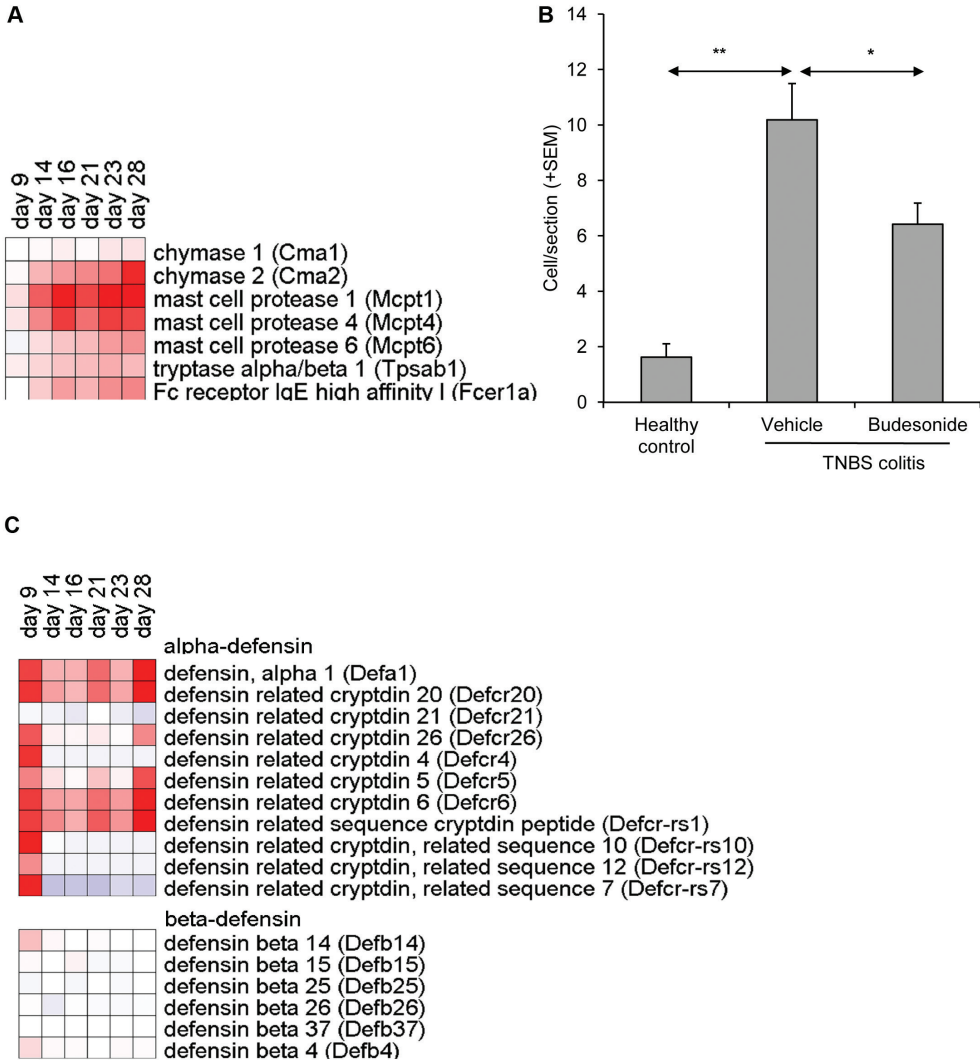 A
day 9
day 14
day 16
day 21
day 23
day 28
chymase 1 (Cma1)
chymase 2 (Cma2)
mast cell protease 1 (Mcpt1)
mast cell protease 4 (Mcpt4)
mast cell protease 6 (Mcpt6)
tryptase alpha/beta 1 (Tpsab1)
Fc receptor IgE high affinity I (Fcer1a)
B
Cell/section (+SEM)
14
12
10
8
6
4
2
0
**
*
Healthy control
Vehicle
Budesonide
TNBS colitis
C
day 9
day 14
day 16
day 21
day 23
day 28
alpha-defensin
defensin, alpha 1 (Defa1)
defensin related cryptdin 20 (Defcr20)
defensin related cryptdin 21 (Defcr21)
defensin related cryptdin 26 (Defcr26)
defensin related cryptdin 4 (Defcr4)
defensin related cryptdin 5 (Defcr5)
defensin related cryptdin 6 (Defcr6)
defensin related sequence cryptdin peptide (Defcr-rs1)
defensin related cryptdin, related sequence 10 (Defcr-rs10)
defensin related cryptdin, related sequence 12 (Defcr-rs12)
defensin related cryptdin, related sequence 7 (Defcr-rs7)
beta-defensin
defensin beta 14 (Defb14)
defensin beta 15 (Defb15)
defensin beta 25 (Defb25)
defensin beta 26 (Defb26)
defensin beta 37 (Defb37)
defensin beta 4 (Defb4)